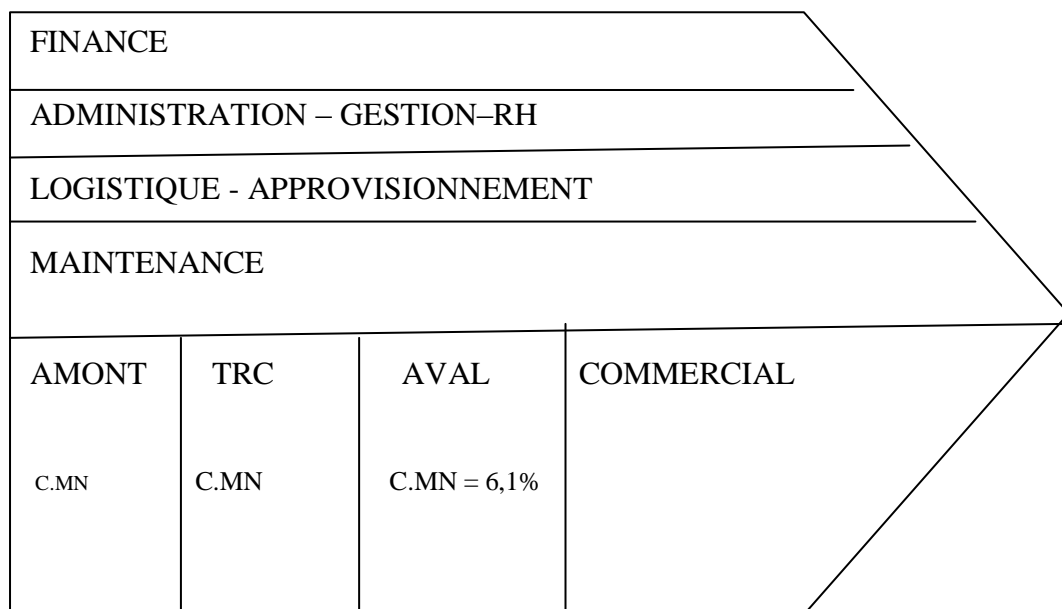 FINANCE
ADMINISTRATION – GESTION–RH
LOGISTIQUE - APPROVISIONNEMENT
MAINTENANCE
AMONT TRC AVAL COMMERCIAL
C.MN C.MN C.MN = 6,1%